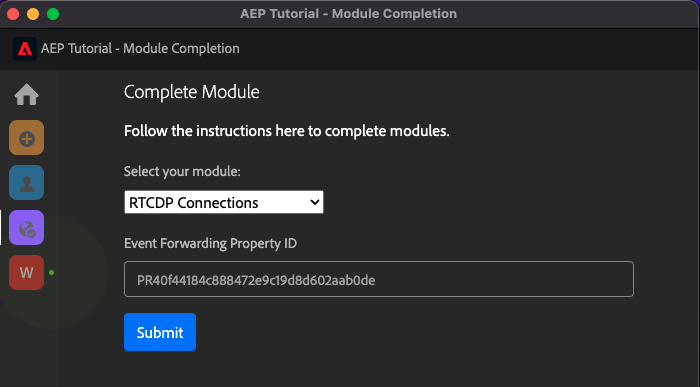 AEP Tutorial - Module Completion
AEP Tutorial - Module Completion
Complete Module
Follow the instructions here to complete modules.
Select your module:
RTCDP Connections
Event Forwarding Property ID
PR40f44184c888472e9c19d8d602aab0de
W
Submit